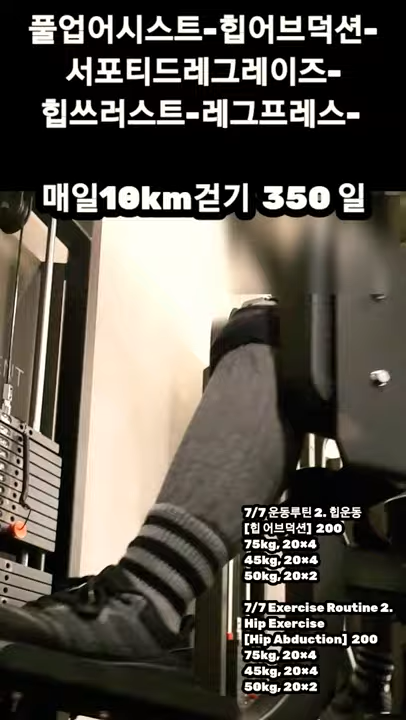 풀업어시스트-힙어브덕션-
서포티드레그레이즈-
힙쓰러스트-레그프레스-
매일10km걷기 350 일
7/7 운동루틴 2. 힙운동
[힙 어브덕션] 200
75kg, 20×4
45kg, 20×4
50kg, 20×2
7/7 Exercise Routine 2.
Hip Exercise
[Hip Abduction] 200
75kg, 20×4
45kg, 20×4
50kg, 20×2